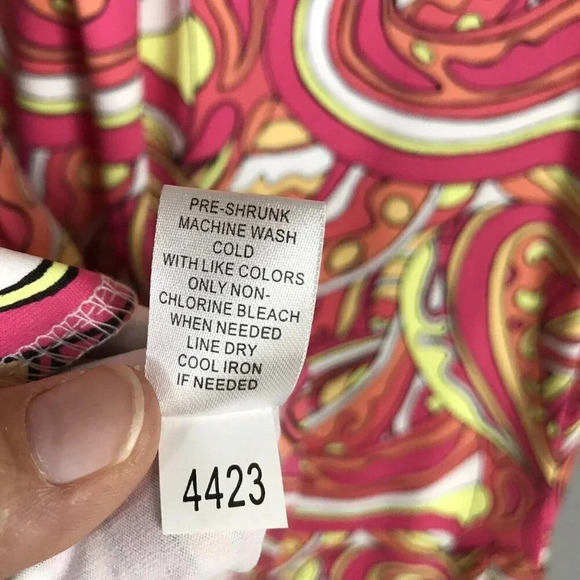 PRE-SHRUNK
MACHINE WASH
COLD
WITH LIKE COLORS
ONLY NON-
CHLORINE BLEACH
WHEN NEEDED
LINE DRY
COOL IRON
IF NEEDED
4423